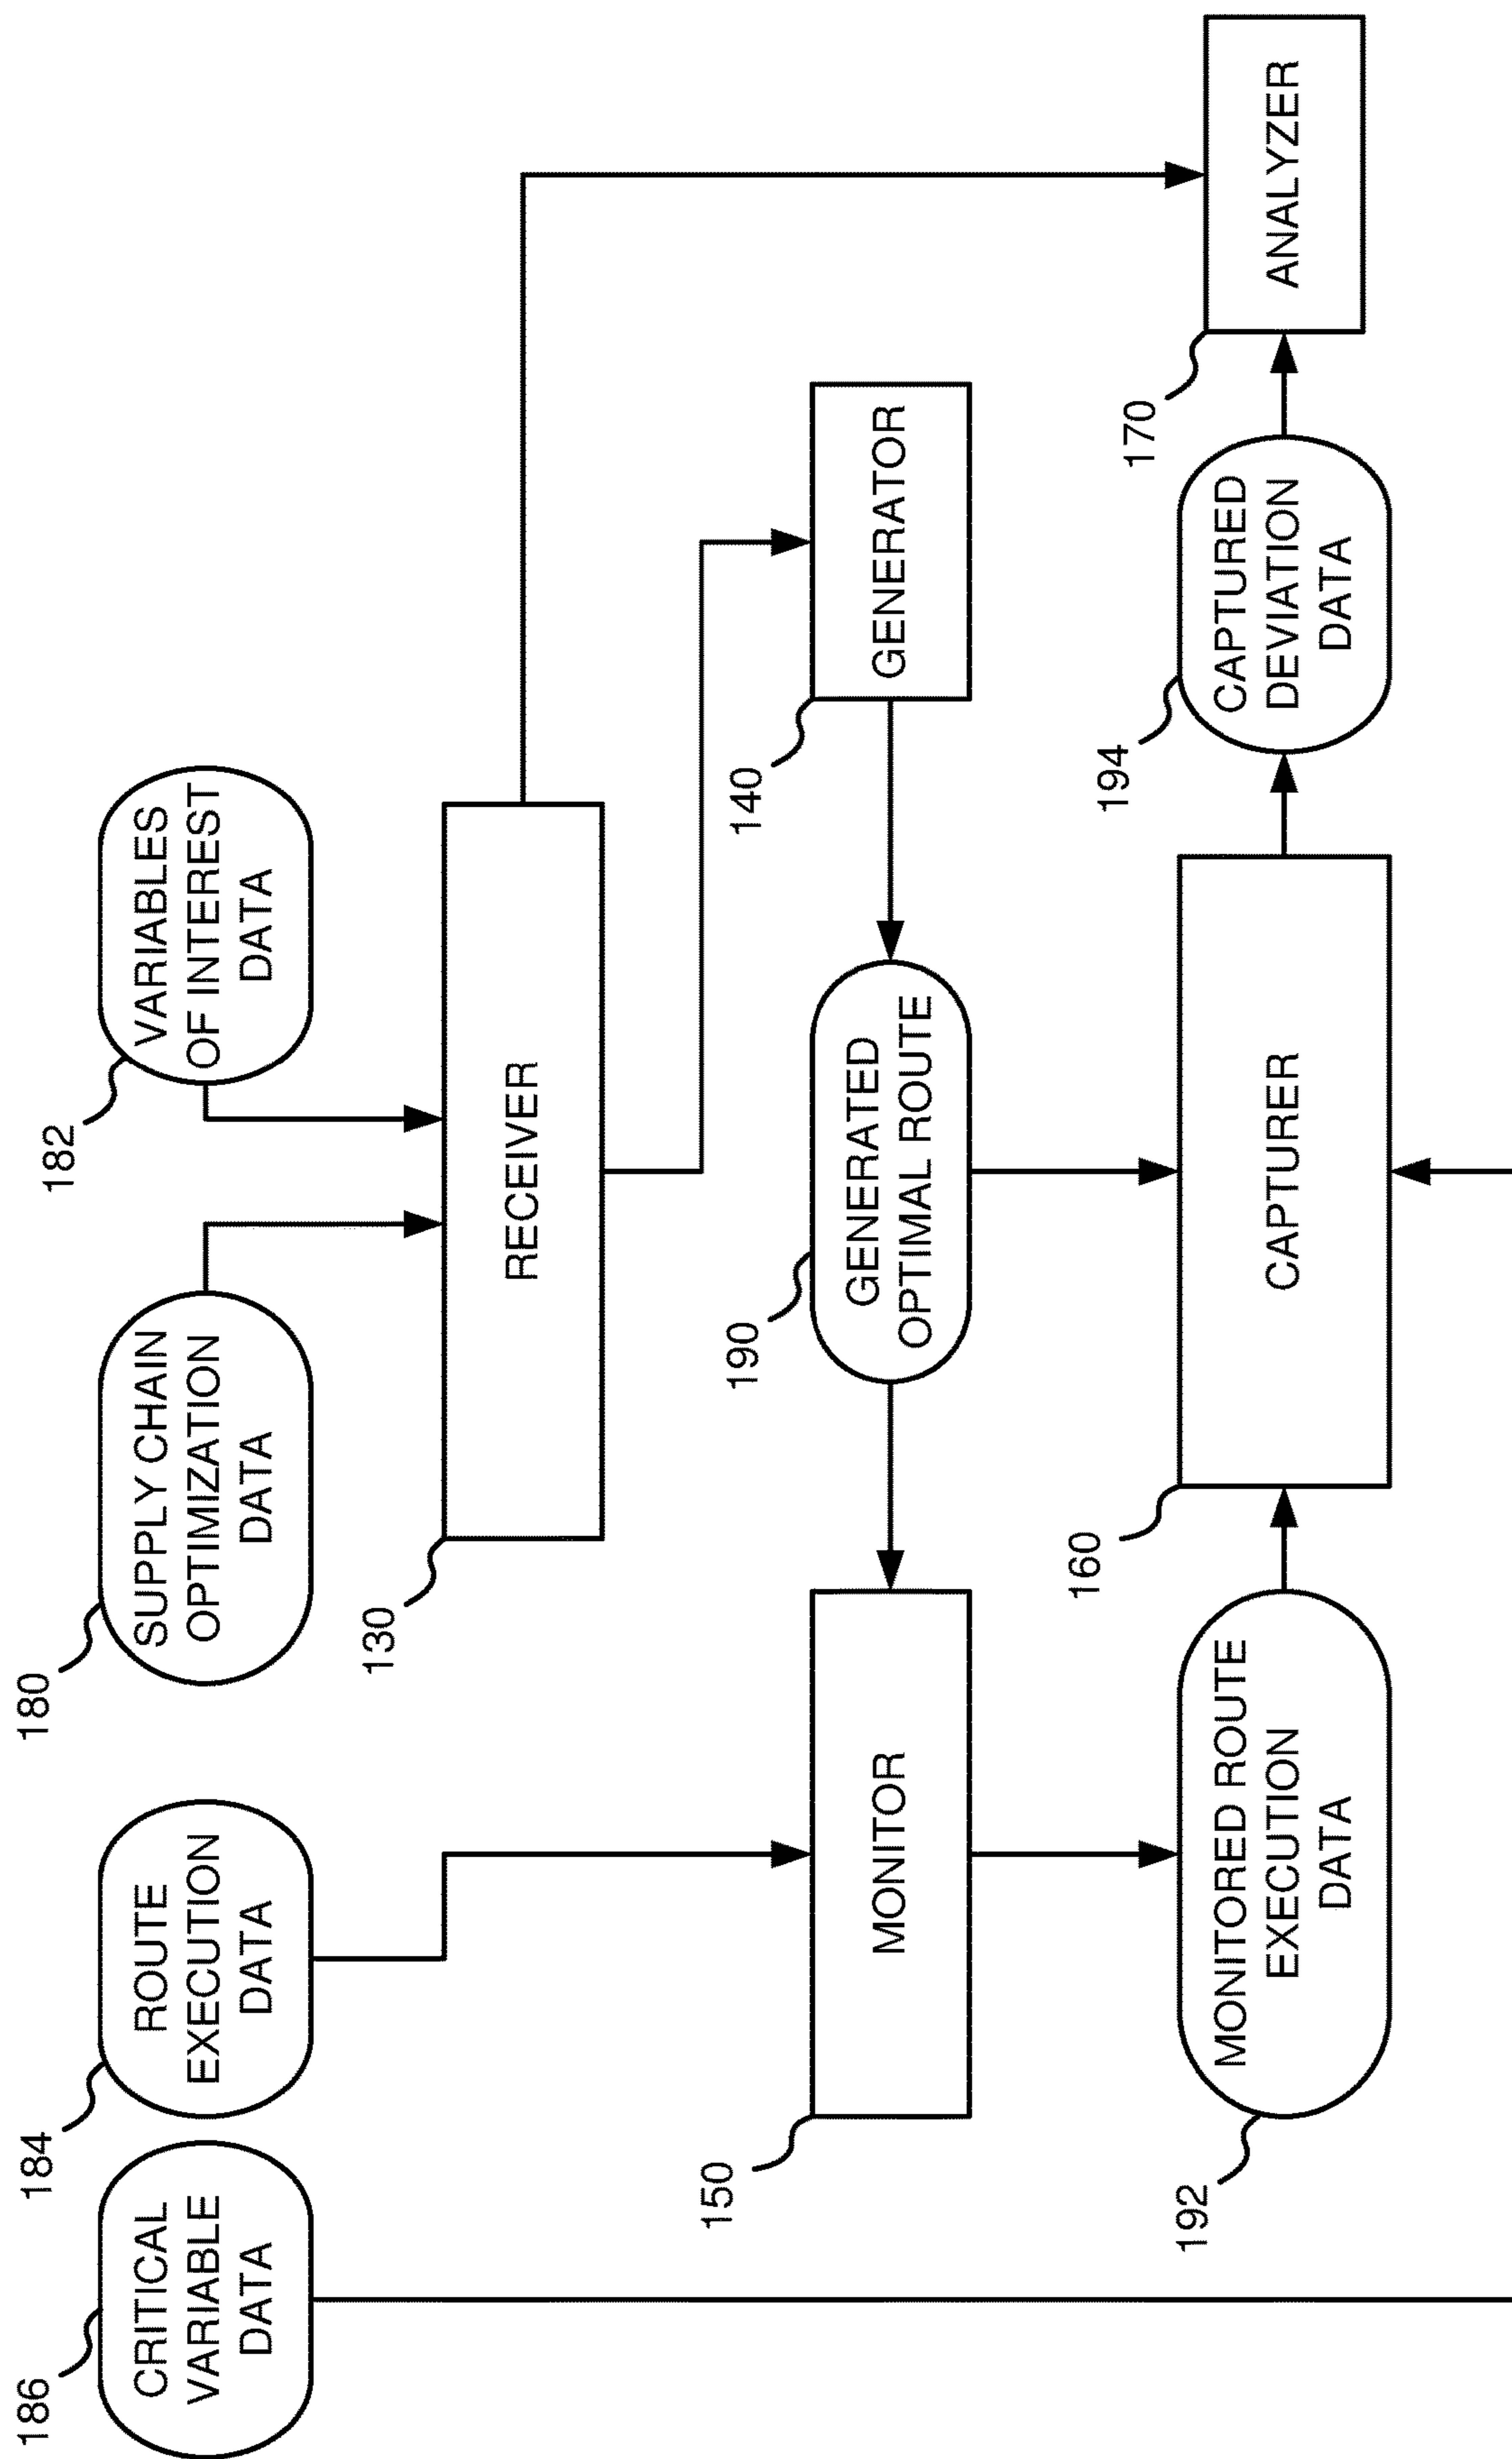 186
CRITICAL
VARIABLE
DATA
184
ROUTE
EXECUTION
DATA
180
SUPPLY CHAIN
OPTIMIZATION
DATA
182
VARIABLES
OF INTEREST
DATA
130
RECEIVER
150
MONITOR
190
GENERATED
OPTIMAL ROUTE
140
GENERATOR
192
MONITORED ROUTE
EXECUTION
DATA
160
CAPTURER
194
CAPTURED
DEVIATION
DATA
170
ANALYZER